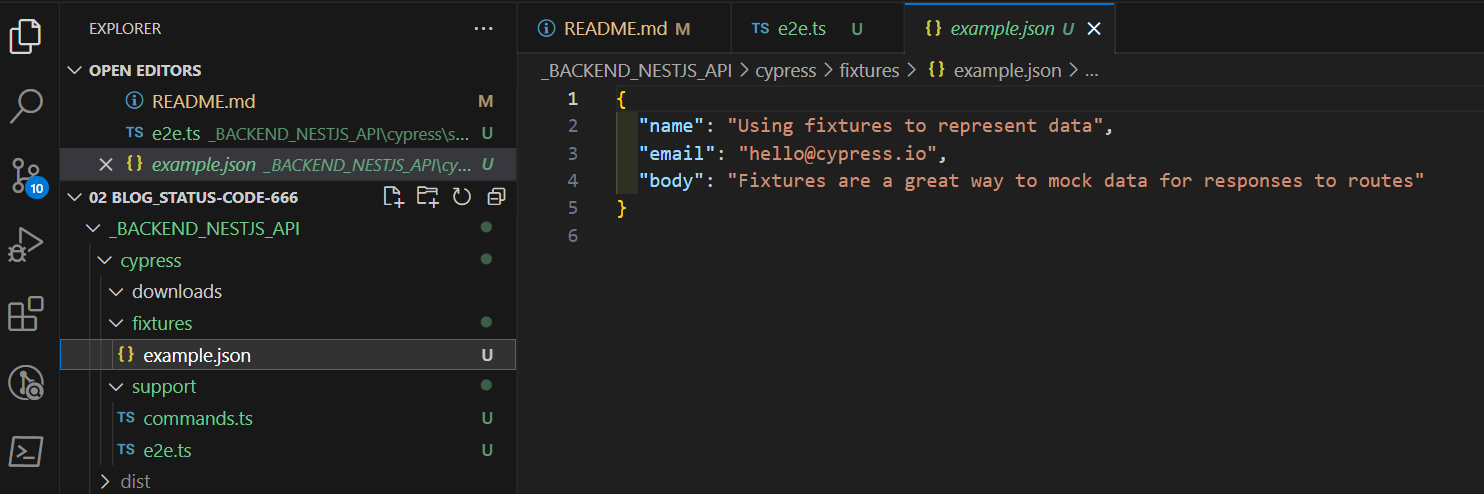 EXPLORER ...
OPEN EDITORS
README.md M
TS e2e.ts _BACKEND_NESTJS_API\cypress\s... U
{} example.json _BACKEND_NESTJS_API\cy... U
10
02 BLOG_STATUS-CODE-666
_BACKEND_NESTJS_API
cypress
downloads
fixtures
{} example.json U
support
TS commands.ts U
TS e2e.ts U
dist
README.md M
TS e2e.ts U
{} example.json U
_BACKEND_NESTJS_API > cypress > fixtures > {} example.json > ...
1 {
2 "name": "Using fixtures to represent data",
3 "email": "hello@cypress.io",
4 "body": "Fixtures are a great way to mock data for responses to routes"
5 }
6